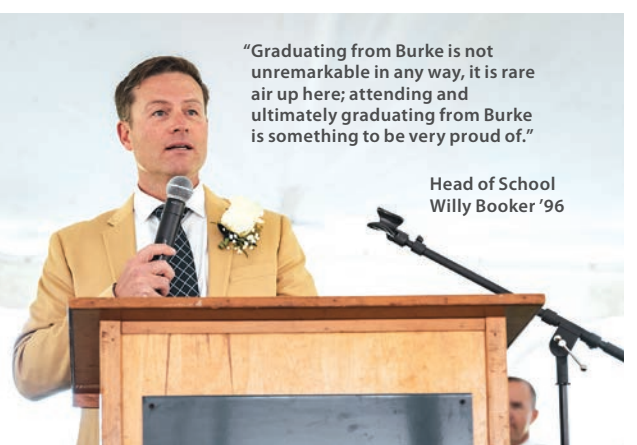 “Graduating from Burke is not
unremarkable in any way, it is rare
air up here; attending and
ultimately graduating from Burke
is something to be very proud of.”
Head of School
Willy Booker ’96